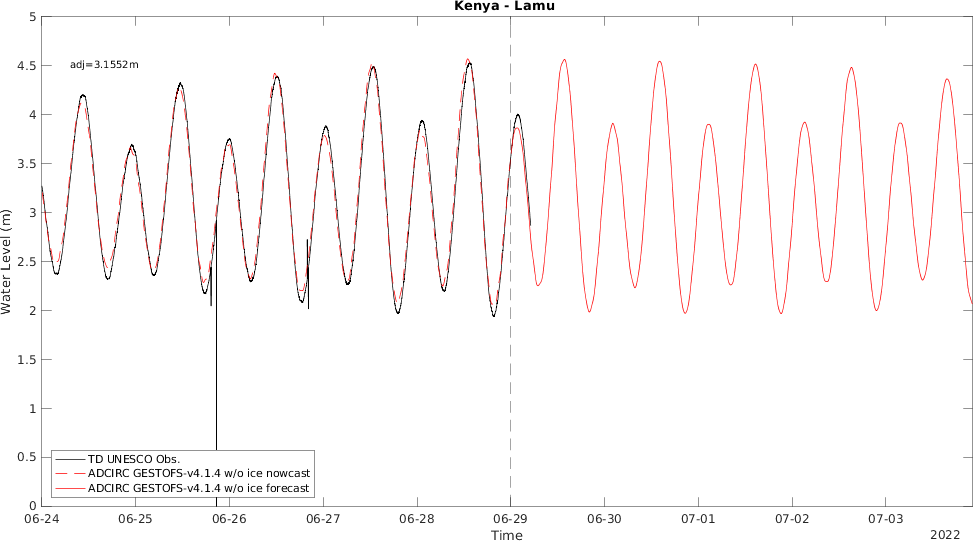 Kenya - Lamu
adj=3.1552m
5
4.5
4
3.5
3
2.5
2
1.5
1
0.5
0
Water Level (m)
TD UNESCO Obs.
ADCIRC GESTOFS-v4.1.4 w/o ice nowcast
ADCIRC GESTOFS-v4.1.4 w/o ice forecast
06-24 06-25 06-26 06-27 06-28 06-29 06-30 07-01 07-02 07-03
Time
2022